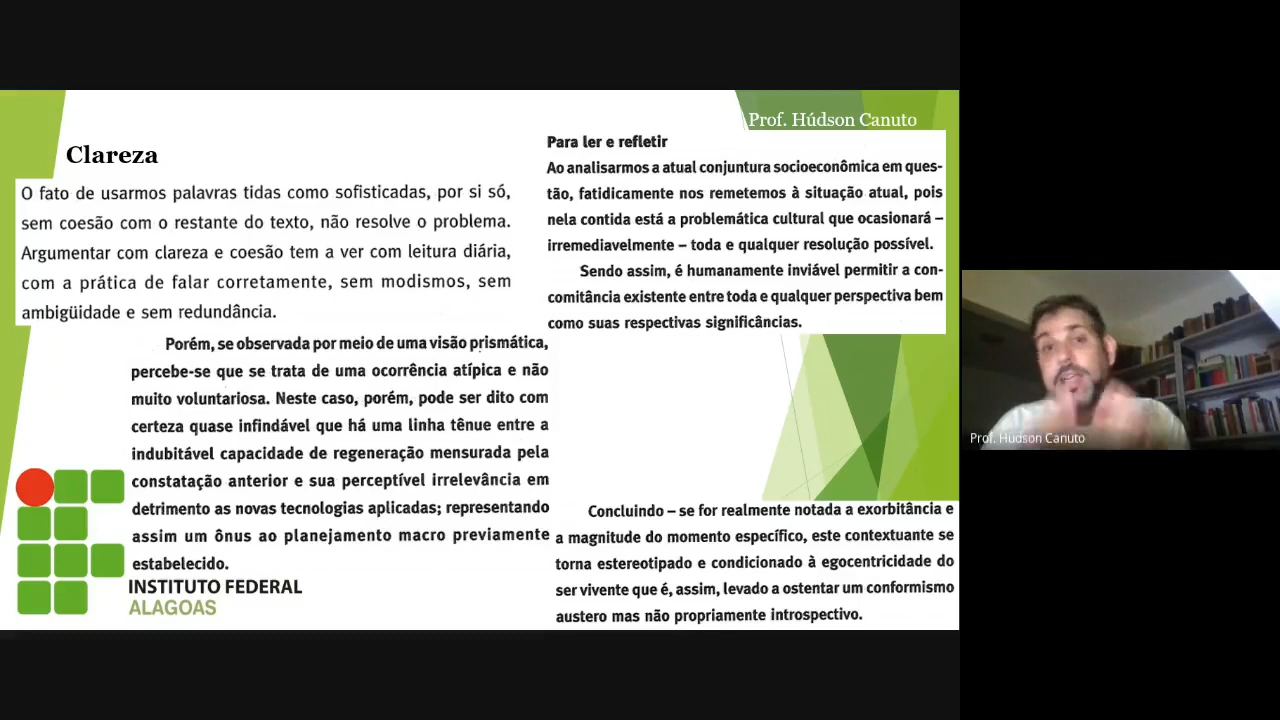 Prof. Húdson Canuto
Clareza
O fato de usarmos palavras tidas como sofisticadas, por si só,
sem coesão com o restante do texto, não resolve o problema.
Argumentar com clareza e coesão tem a ver com leitura diária,
com a prática de falar corretamente, sem modismos, sem
ambigüidade e sem redundância.
Para ler e refletir
Ao analisarmos a atual conjuntura socioeconômica em ques-
tão, fatidicamente nos remetemos à situação atual, pois
nela contida está a problemática cultural que ocasionará –
irremediavelmente – toda e qualquer resolução possível.
Sendo assim, é humanamente inviável permitir a con-
comitância existente entre toda e qualquer perspectiva bem
como suas respectivas significâncias.
Porém, se observada por meio de uma visão prismática,
percebe-se que se trata de uma ocorrência atípica e não
muito voluntariosa. Neste caso, porém, pode ser dito com
certeza quase infindável que há uma linha tênue entre a
indubitável capacidade de regeneração mensurada pela
constatação anterior e sua perceptível irrelevância em
detrimento as novas tecnologias aplicadas; representando
assim um ônus ao planejamento macro previamente
estabelecido.
Concluindo – se for realmente notada a exorbitância e
a magnitude do momento específico, este contextuante se
torna estereotipado e condicionado à egocentricidade do
ser vivente que é, assim, levado a ostentar um conformismo
austero mas não propriamente introspectivo.
INSTITUTO FEDERAL
ALAGOAS
Prof. Hudson Canuto